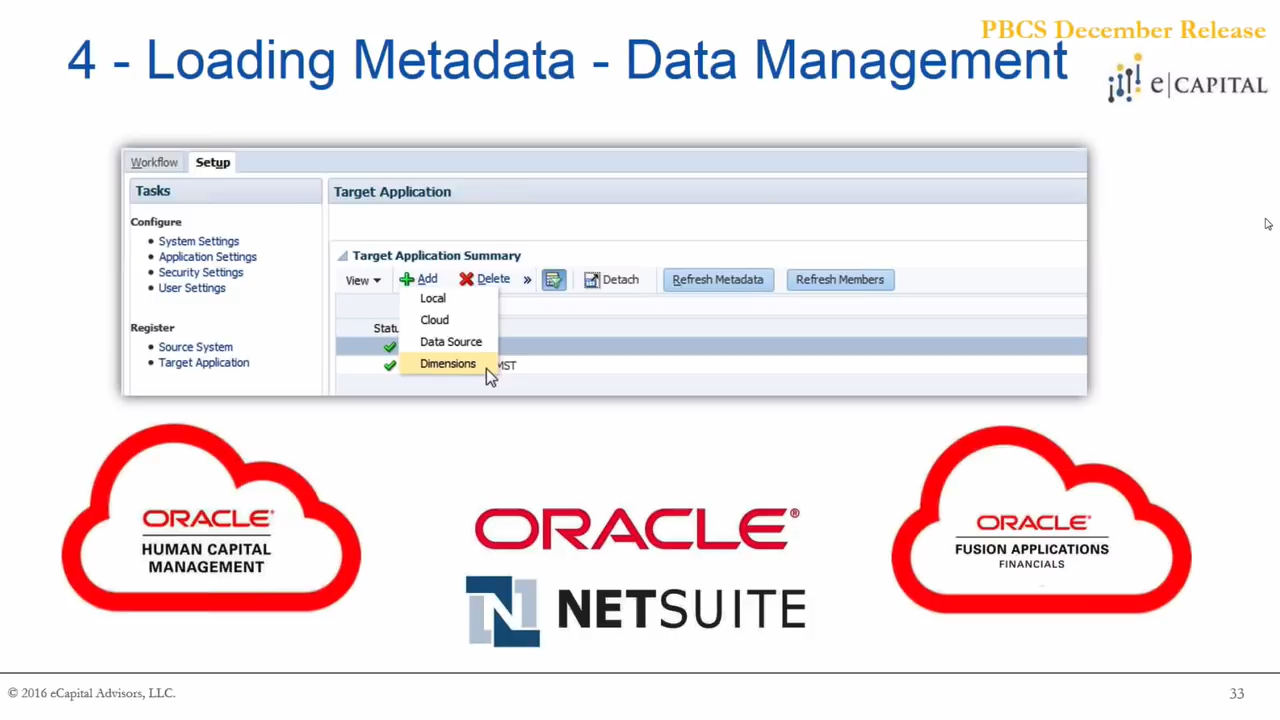 PBCS December Release
4 - Loading Metadata - Data Management
e|CAPITAL
Workflow Setup
Tasks
Target Application
Configure
System Settings
Application Settings
Security Settings
User Settings
Register
Source System
Target Application
Target Application Summary
View Add Delete » Detach Refresh Metadata Refresh Members
Local
Cloud
Data Source
Dimensions
ORACLE®
HUMAN CAPITAL
MANAGEMENT
ORACLE®
NETSUITE
ORACLE®
FUSION APPLICATIONS
FINANCIALS
© 2016 eCapital Advisors, LLC.
33